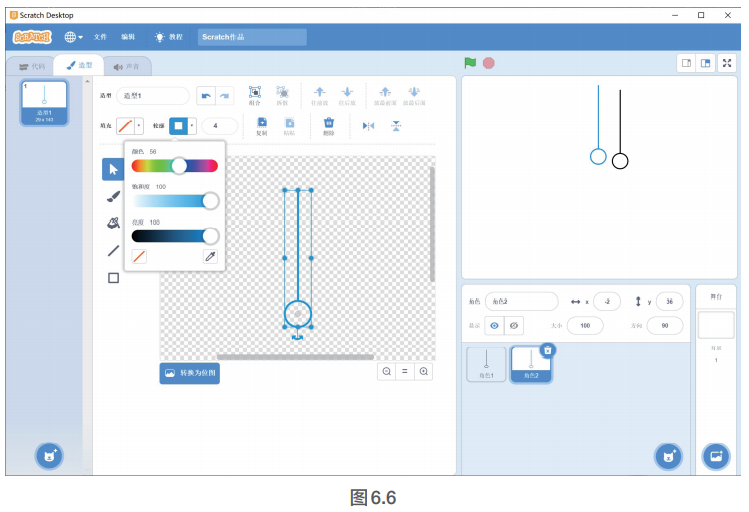 Scratch Desktop
SCRATCH 文件 编辑 教程 Scratch作品
代码 造型 声音
1
造型1
29 x 143
造型 造型1 组合 拆散 往前放 往后放 放最前面 放最后面
填充 轮廓 4 复制 粘贴 删除
颜色 56
饱和度 100
亮度 100
转换为位图
角色 角色2 x -2 y 36
显示 大小 100 方向 90
角色1 角色2
舞台
背景
1
图6.6